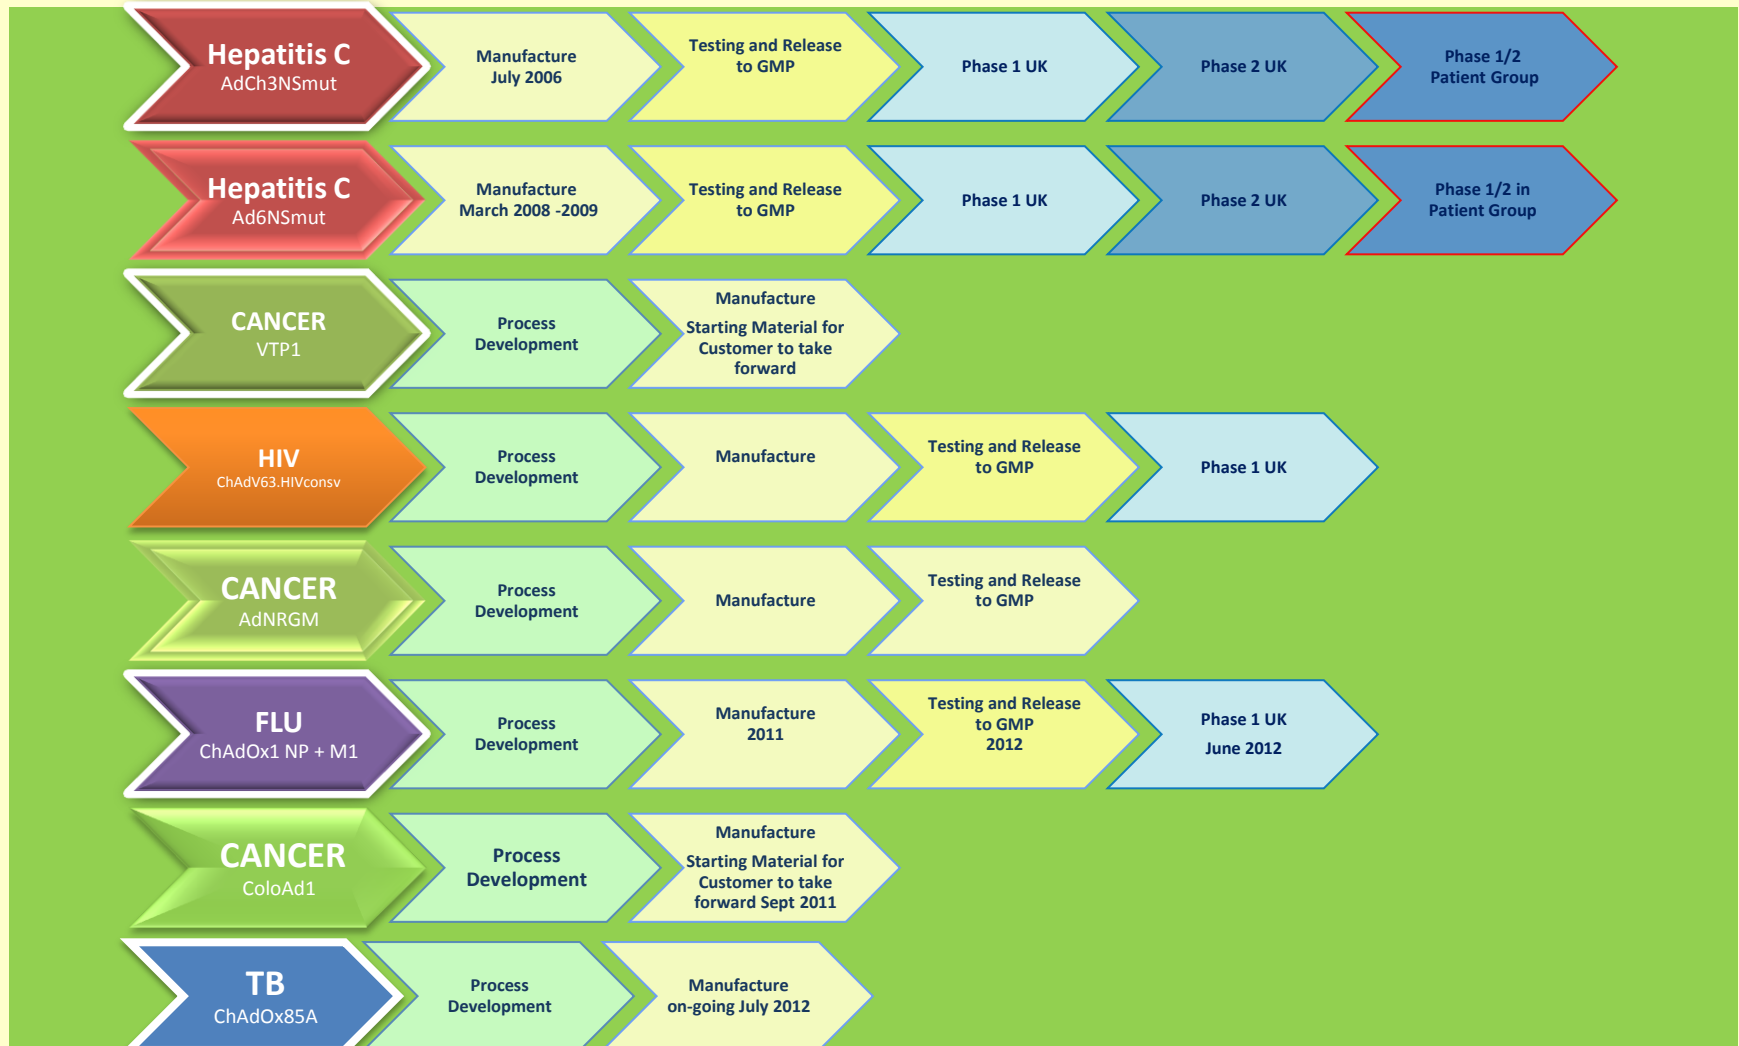 Hepatitis C
AdCh3NSmut
Manufacture
July 2006
Testing and Release
to GMP
Phase 1 UK
Phase 2 UK
Phase 1/2
Patient Group
Hepatitis C
Ad6NSmut
Manufacture
March 2008 -2009
Testing and Release
to GMP
Phase 1 UK
Phase 2 UK
Phase 1/2 in
Patient Group
CANCER
VTP1
Process
Development
Manufacture
Starting Material for
Customer to take
forward
HIV
ChAdV63.HIVconsv
Process
Development
Manufacture
Testing and Release
to GMP
Phase 1 UK
CANCER
AdNRGM
Process
Development
Manufacture
Testing and Release
to GMP
FLU
ChAdOx1 NP + M1
Process
Development
Manufacture
2011
Testing and Release
to GMP
2012
Phase 1 UK
June 2012
CANCER
ColoAd1
Process
Development
Manufacture
Starting Material for
Customer to take
forward Sept 2011
TB
ChAdOx85A
Process
Development
Manufacture
on-going July 2012